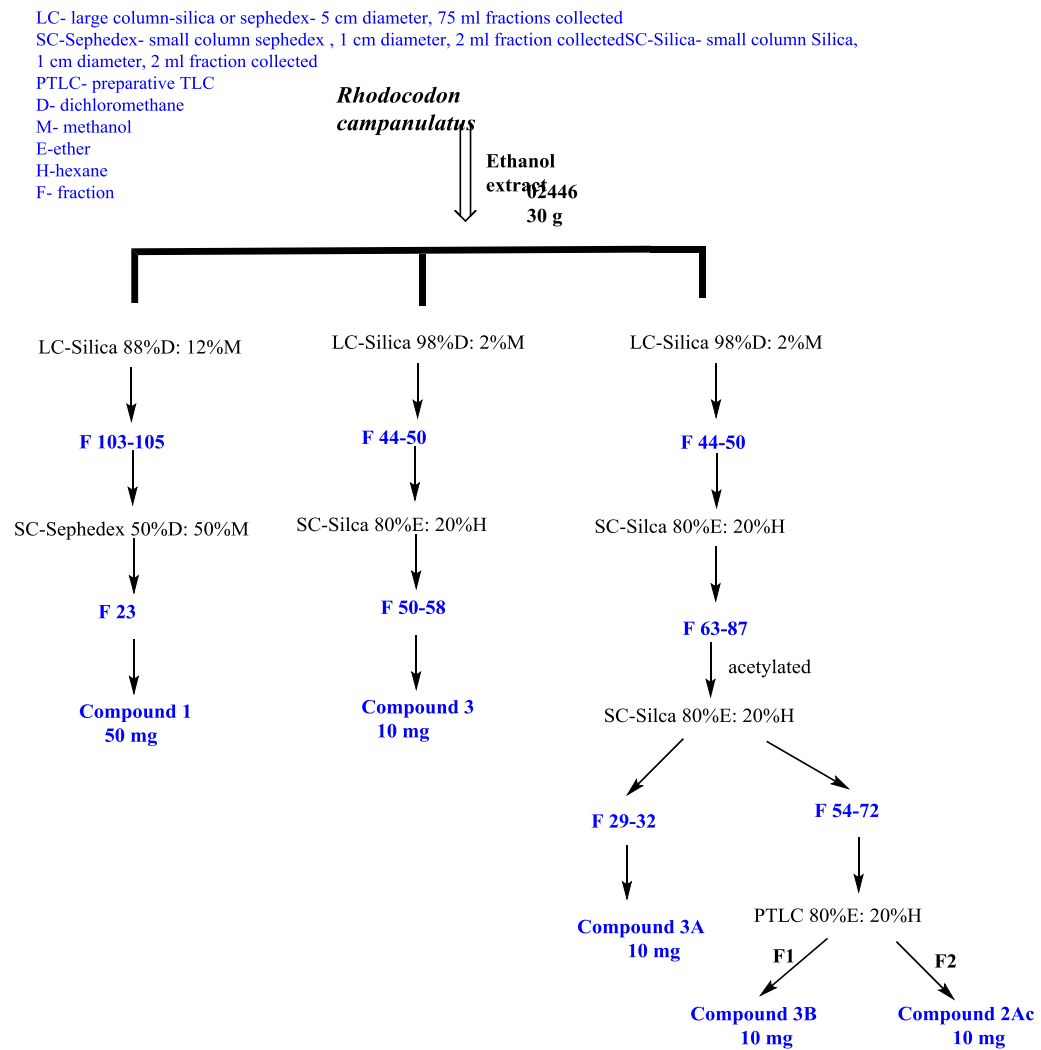 LC- large column-silica or sephedex- 5 cm diameter, 75 ml fractions collected
SC-Sephedex- small column sephedex , 1 cm diameter, 2 ml fraction collectedSC-Silica- small column Silica,
1 cm diameter, 2 ml fraction collected
PTLC- preparative TLC
D- dichloromethane
M- methanol
E-ether
H-hexane
F- fraction
Rhodocodon
campanulatus
Ethanol
extract
02446
30 g
LC-Silica 88%D: 12%M
LC-Silica 98%D: 2%M
LC-Silica 98%D: 2%M
F 103-105
F 44-50
F 44-50
SC-Sephedex 50%D: 50%M
SC-Silca 80%E: 20%H
SC-Silca 80%E: 20%H
F 23
F 50-58
F 63-87
acetylated
Compound 1
50 mg
Compound 3
10 mg
SC-Silca 80%E: 20%H
F 29-32
F 54-72
Compound 3A
10 mg
PTLC 80%E: 20%H
F1
F2
Compound 3B
10 mg
Compound 2Ac
10 mg